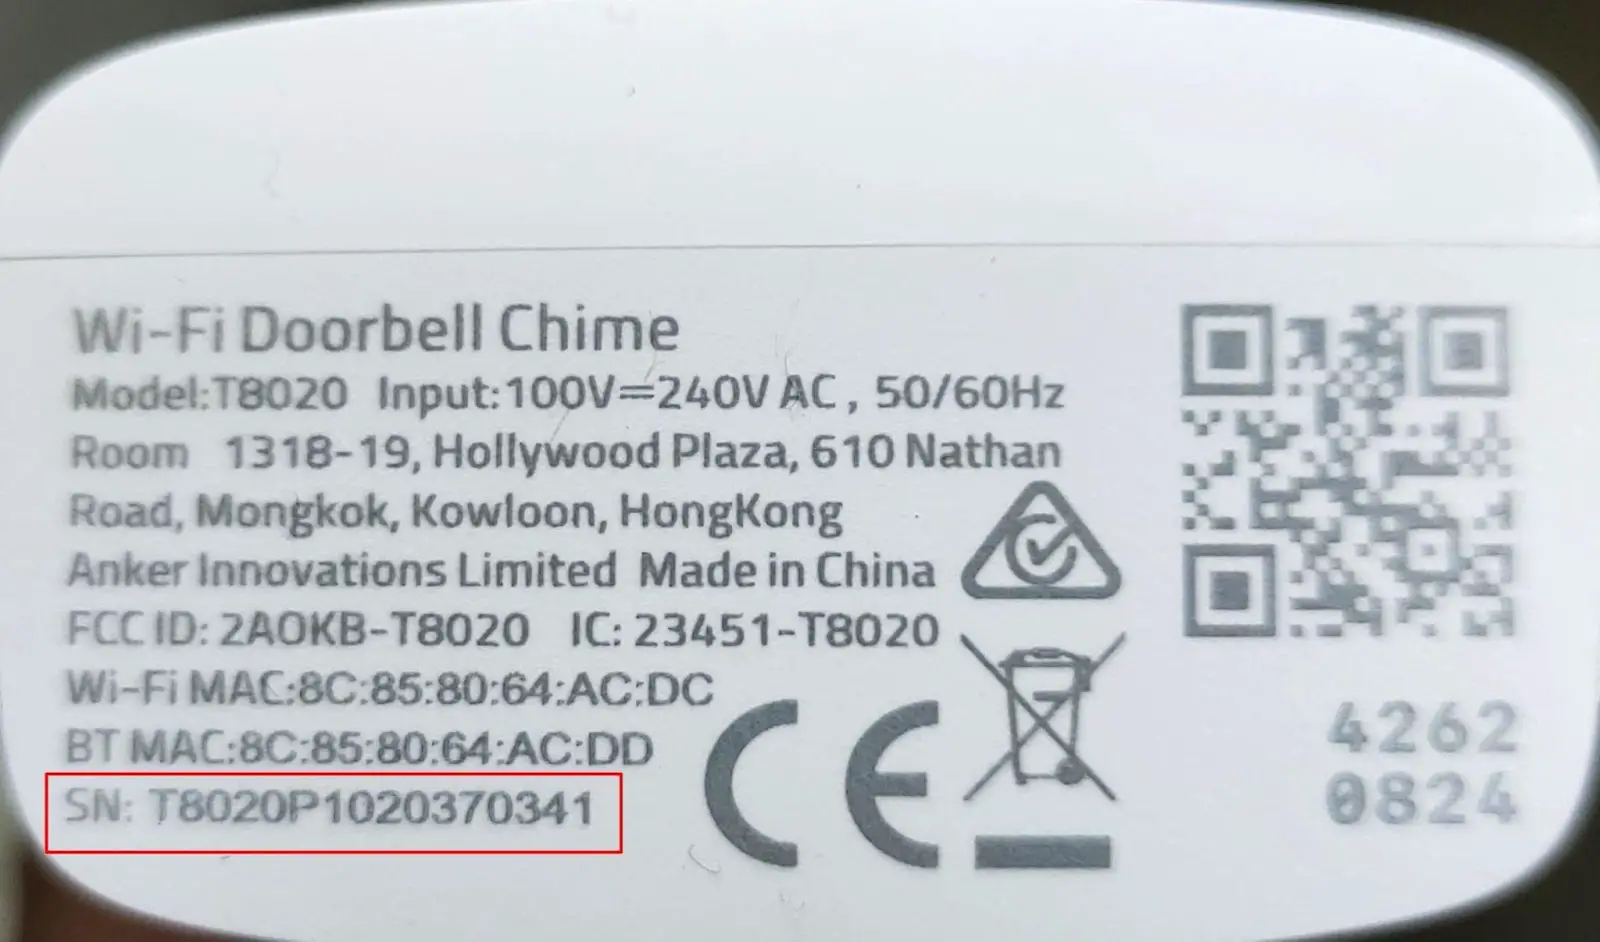 Wi-Fi Doorbell Chime
Model:T8020 Input:100V⎓240V AC, 50/60Hz
Room 1318-19, Hollywood Plaza, 610 Nathan
Road, Mongkok, Kowloon, HongKong
Anker Innovations Limited Made in China
FCC ID: 2AOKB-T8020 IC: 23451-T8020
Wi-Fi MAC:8C:85:80:64:AC:DC
BT MAC:8C:85:80:64:AC:DD
SN: T8020P1020370341
CE
4262
0824